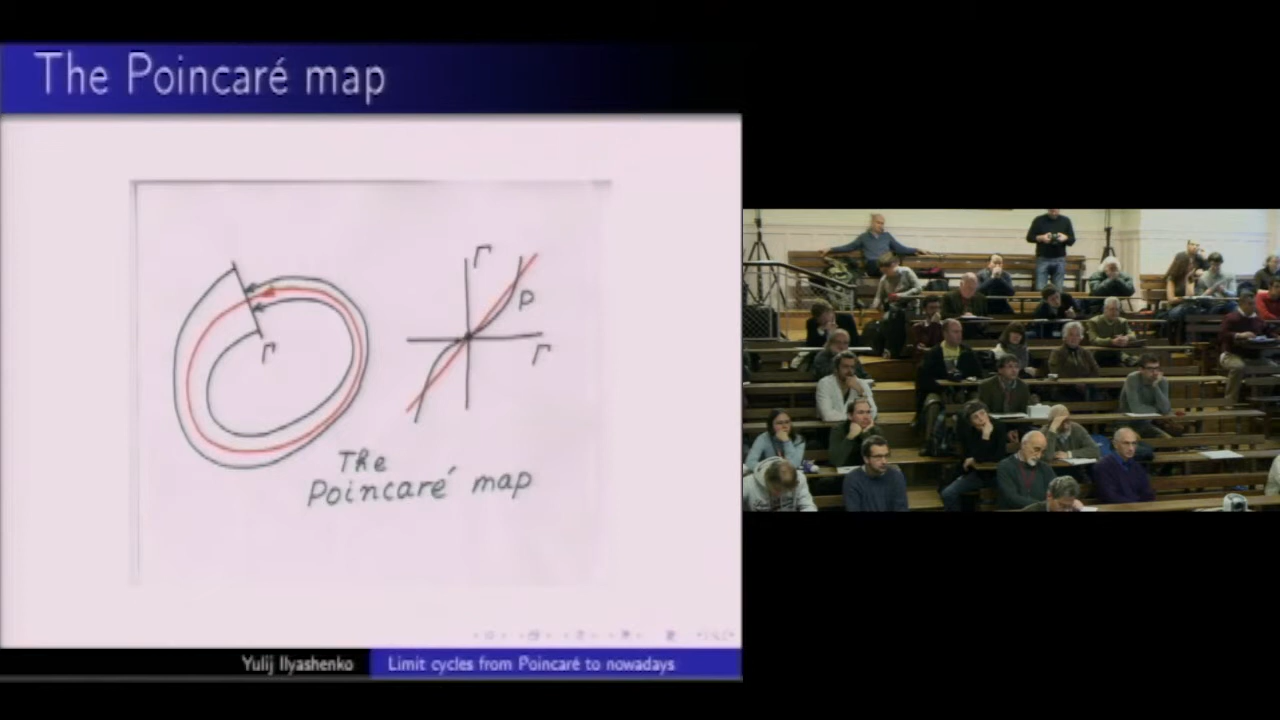 The Poincaré map
r
p
r
Γ
The
Poincaré map
Yulij Ilyashenko
Limit cycles from Poincaré to nowadays